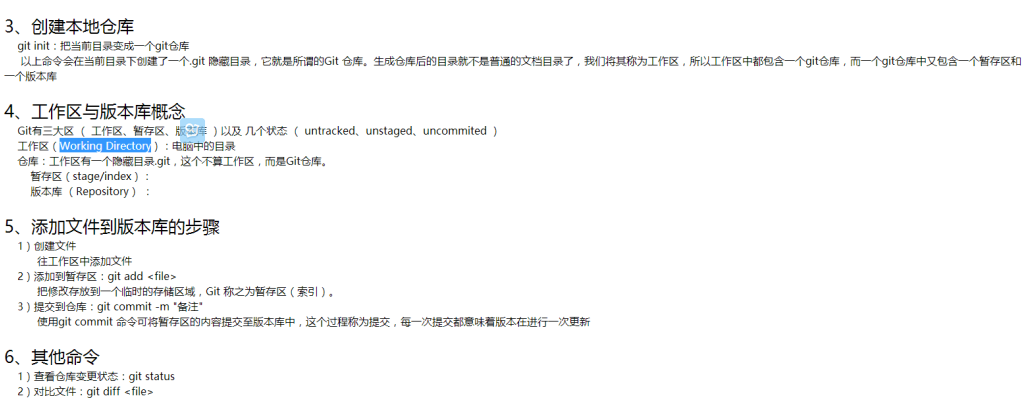 3、创建本地仓库
git init：把当前目录变成一个git仓库
以上命令会在当前目录下创建了一个.git 隐藏目录，它就是所谓的Git 仓库。生成仓库后的目录就不是普通的文档目录了，我们将其称为工作区，所以工作区中都包含一个git仓库，而一个git仓库中又包含一个暂存区和
一个版本库
4、工作区与版本库概念
Git有三大区 （ 工作区、暂存区、版本库 ）以及 几个状态 （ untracked、unstaged、uncommited ）
工作区（Working Directory）：电脑中的目录
仓库：工作区有一个隐藏目录.git，这个不算工作区，而是Git仓库。
暂存区（stage/index）：
版本库 （Repository） ：
5、添加文件到版本库的步骤
1）创建文件
往工作区中添加文件
2）添加到暂存区：git add <file>
把修改存放到一个临时的存储区域，Git 称之为暂存区（索引）。
3）提交到仓库：git commit -m "备注"
使用git commit 命令可将暂存区的内容提交至版本库中，这个过程称为提交，每一次提交都意味着版本在进行一次更新
6、其他命令
1）查看仓库变更状态：git status
2）对比文件：git diff <file>